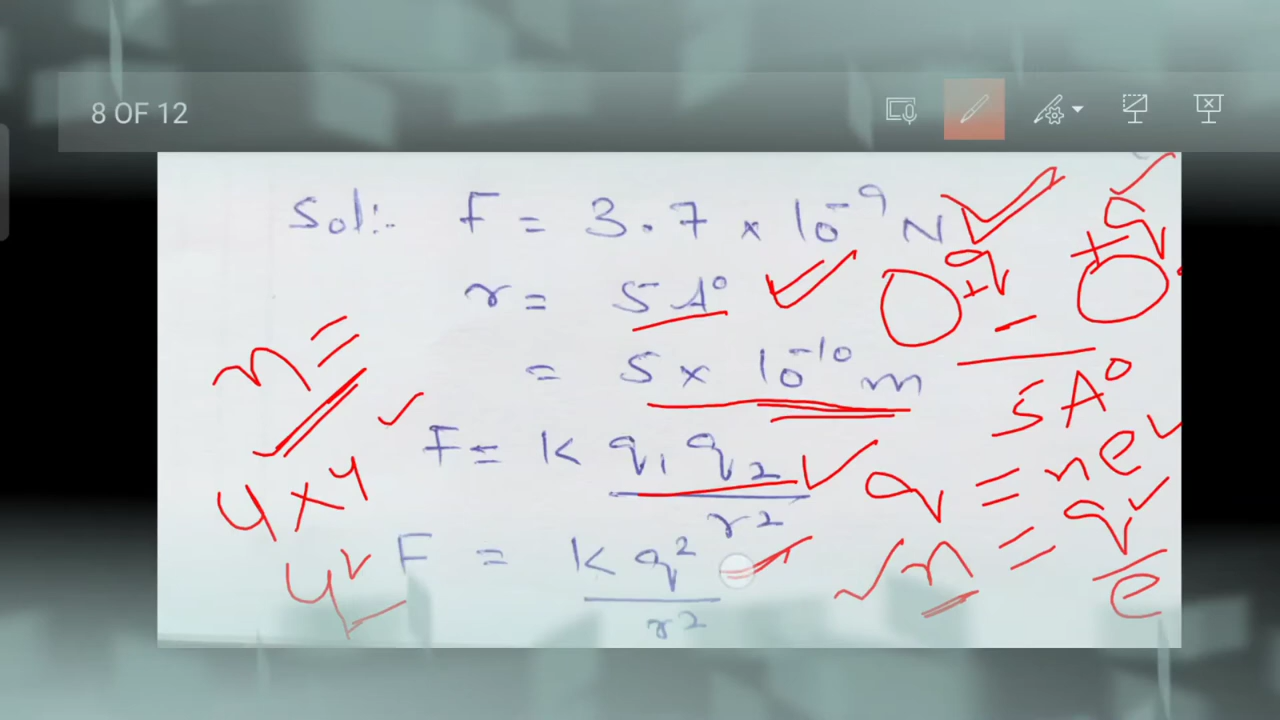 8 OF 12
Sol:- F = 3.7 × 10⁻⁹ N
q
+q
+q
r = 5 A°
= 5 × 10⁻¹⁰ m
5 A°
n =
F = k q₁ q₂
r²
q = ne
4 × 4
F = k q²
r²
n = q
e
4²